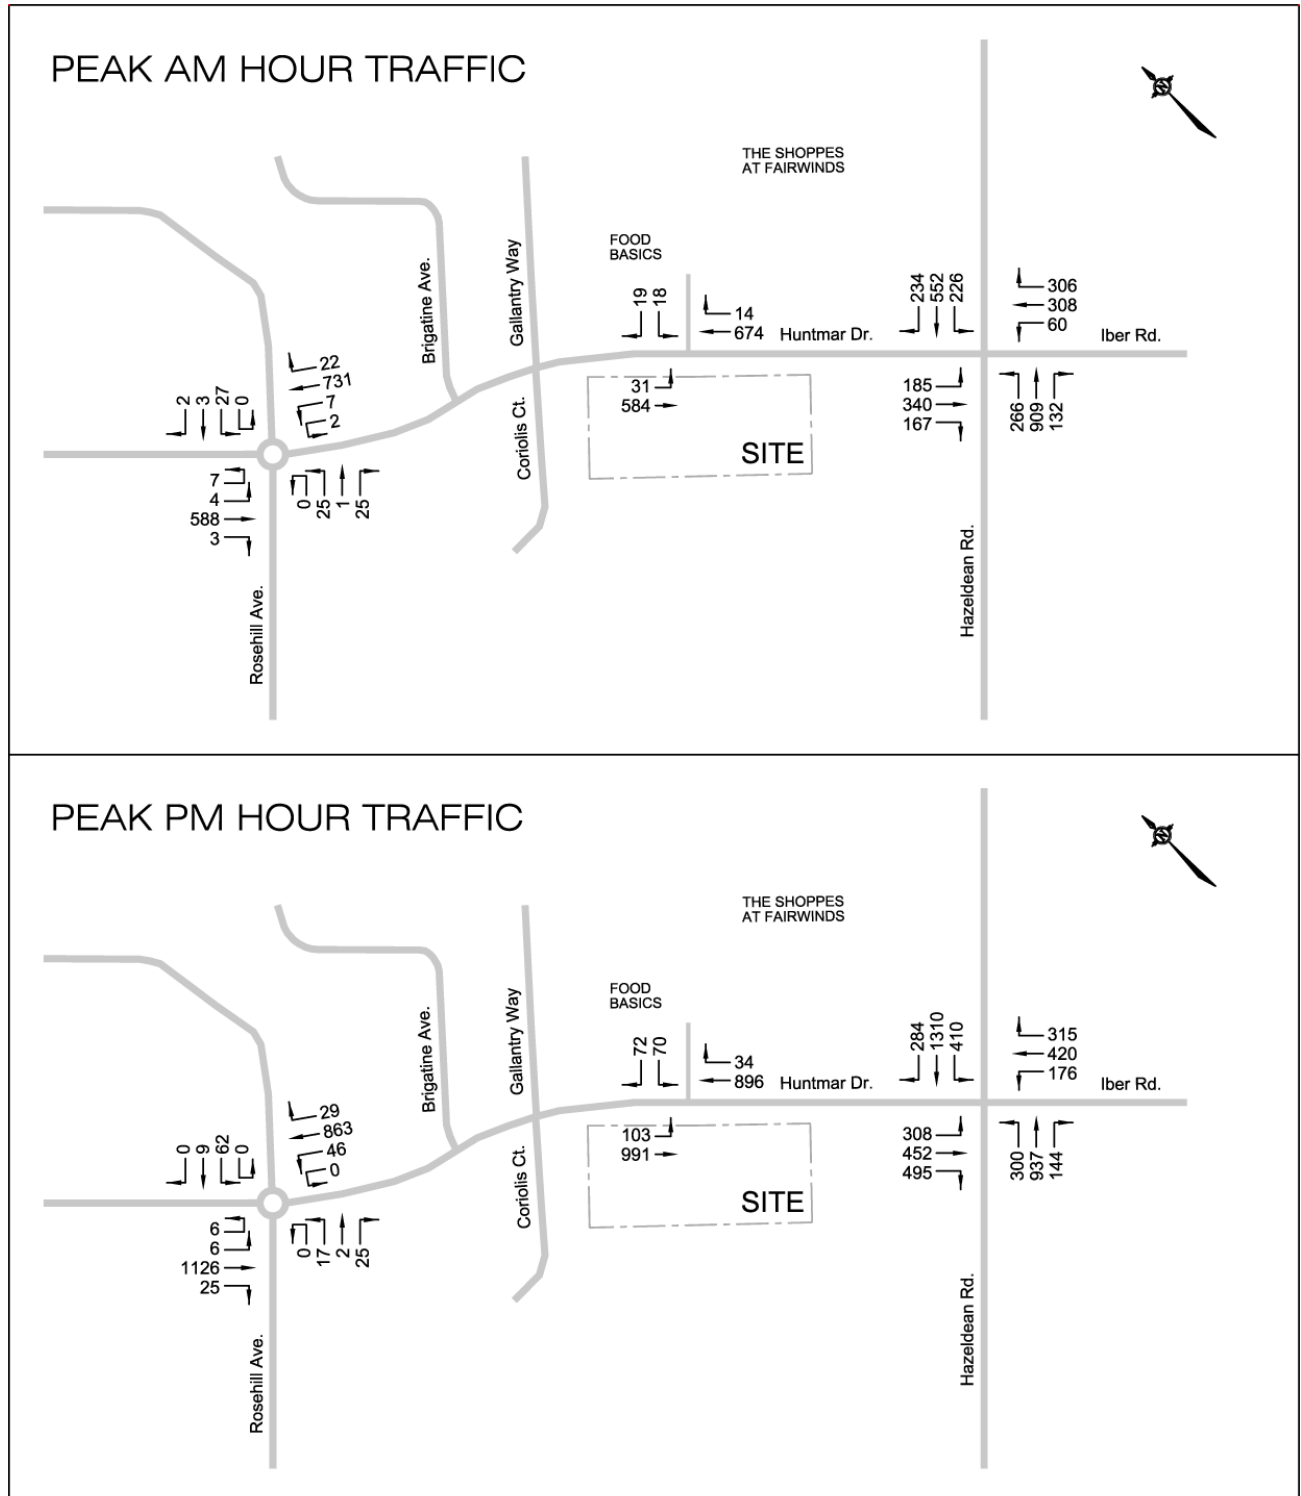 PEAK AM HOUR TRAFFIC
THE SHOPPES
AT FAIRWINDS
FOOD
BASICS
Brigatine Ave.
Gallantry Way
Coriolis Ct.
19
18
14
674
Huntmar Dr.
234
552
226
306
308
60
Iber Rd.
31
584
185
340
167
266
909
132
SITE
2
3
27
0
22
731
7
2
7
4
588
3
0
25
1
25
Rosehill Ave.
Hazeldean Rd.
PEAK PM HOUR TRAFFIC
THE SHOPPES
AT FAIRWINDS
FOOD
BASICS
Brigatine Ave.
Gallantry Way
Coriolis Ct.
72
70
34
896
Huntmar Dr.
284
1310
410
315
420
176
Iber Rd.
103
991
308
452
495
300
937
144
SITE
0
9
62
0
29
863
46
0
6
6
1126
25
0
17
2
25
Rosehill Ave.
Hazeldean Rd.